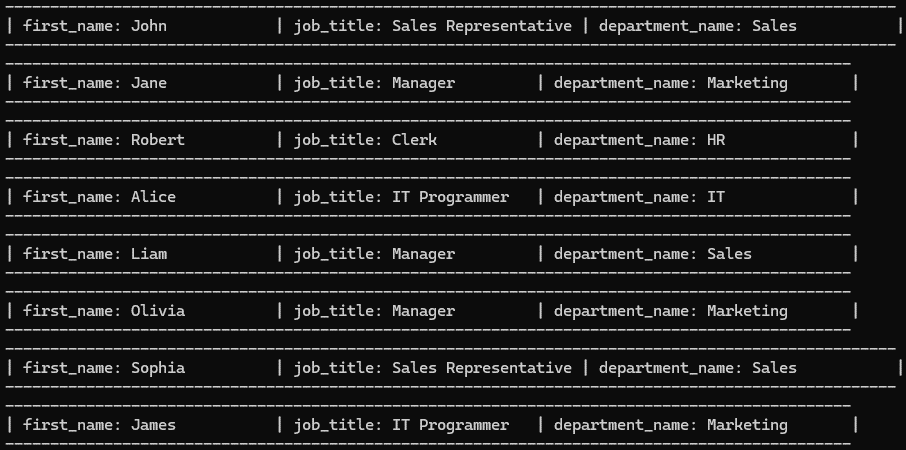 | first_name: John            | job_title: Sales Representative | department_name: Sales           |
| first_name: Jane            | job_title: Manager         | department_name: Marketing       |
| first_name: Robert          | job_title: Clerk           | department_name: HR              |
| first_name: Alice           | job_title: IT Programmer   | department_name: IT              |
| first_name: Liam            | job_title: Manager         | department_name: Sales           |
| first_name: Olivia          | job_title: Manager         | department_name: Marketing       |
| first_name: Sophia          | job_title: Sales Representative | department_name: Sales           |
| first_name: James           | job_title: IT Programmer   | department_name: Marketing       |